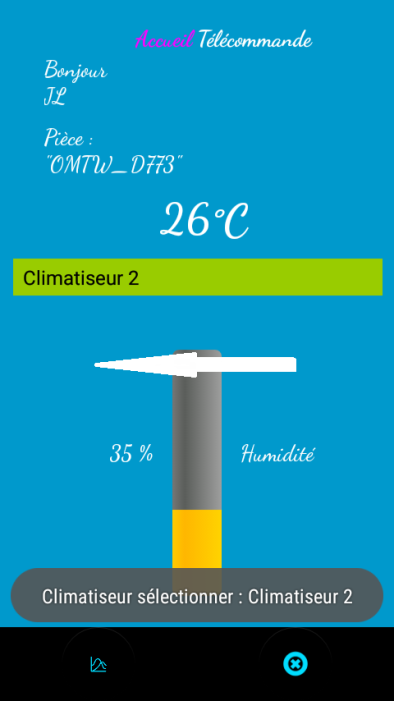 Accueil Télécommande
Bonjour
JL
Pièce :
"OMTW_D773"
26°C
Climatiseur 2
35 % Humidité
Climatiseur sélectionner : Climatiseur 2